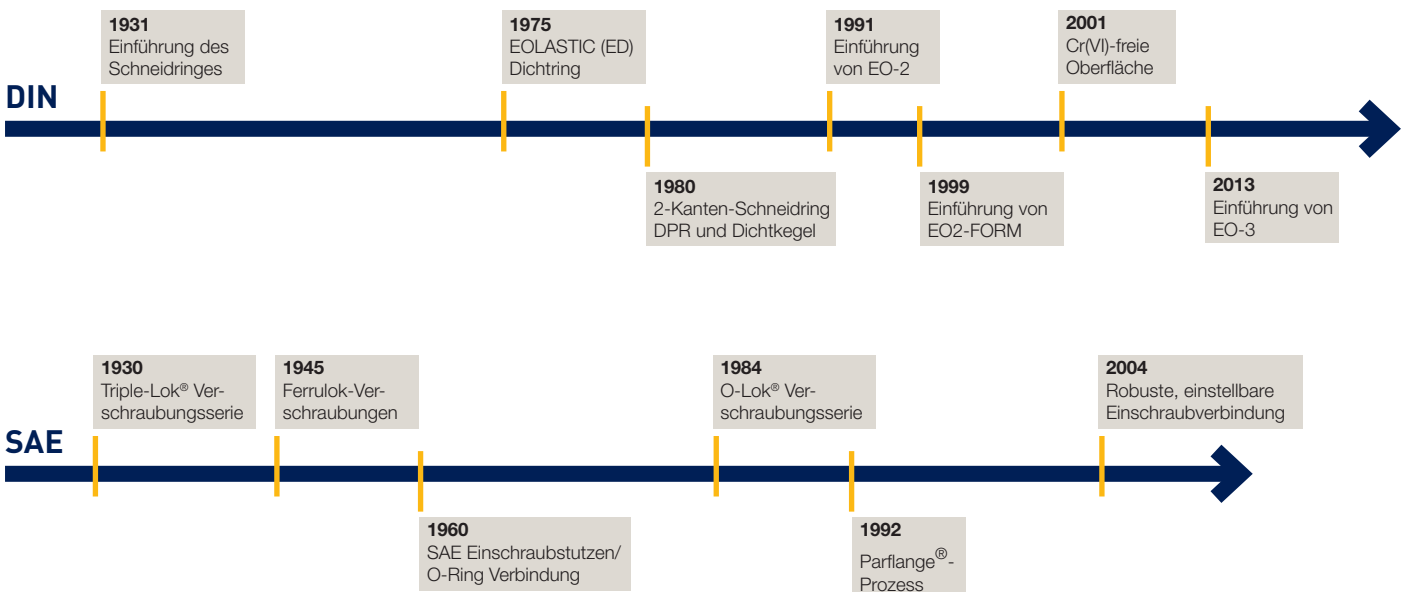 DIN
1931
Einführung des
Schneidringes
1975
EOLASTIC (ED)
Dichtring
1980
2-Kanten-Schneidring
DPR und Dichtkegel
1991
Einführung
von EO-2
1999
Einführung von
EO2-FORM
2001
Cr(VI)-freie
Oberfläche
2013
Einführung von
EO-3
SAE
1930
Triple-Lok® Ver-
schraubungsserie
1945
Ferrulok-Ver-
schraubungen
1960
SAE Einschraubstutzen/
O-Ring Verbindung
1984
O-Lok® Ver-
schraubungsserie
1992
Parflange®-
Prozess
2004
Robuste, einstellbare
Einschraubverbindung